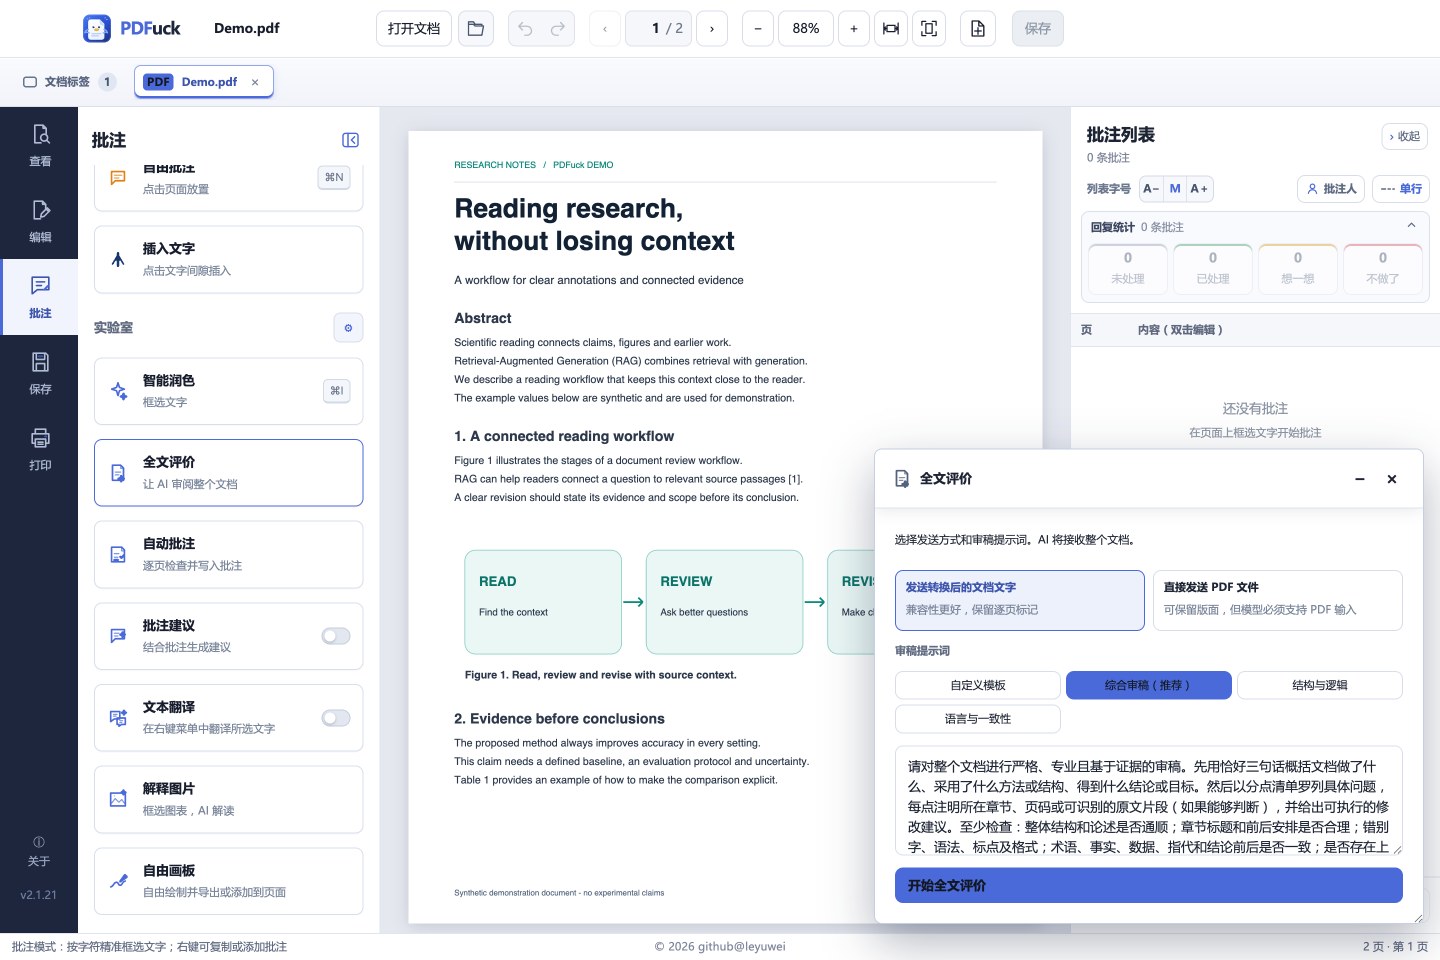 PDFuck
Demo.pdf
打开文档
1 / 2
88%
保存
文档标签 1
PDF Demo.pdf ×
查看
编辑
批注
保存
打印
关于
v2.1.21
批注
自由批注
点击页面放置
⌘N
插入文字
点击文字间隙插入
实验室
智能润色
框选文字
⌘I
全文评价
让 AI 审阅整个文档
自动批注
逐页检查并写入批注
批注建议
结合批注生成建议
文本翻译
在右键菜单中翻译所选文字
解释图片
框选图表，AI 解读
自由画板
自由绘制并导出或添加到页面
RESEARCH NOTES / PDFuck DEMO
Reading research,
without losing context
A workflow for clear annotations and connected evidence
Abstract
Scientific reading connects claims, figures and earlier work.
Retrieval-Augmented Generation (RAG) combines retrieval with generation.
We describe a reading workflow that keeps this context close to the reader.
The example values below are synthetic and are used for demonstration.
1. A connected reading workflow
Figure 1 illustrates the stages of a document review workflow.
RAG can help readers connect a question to relevant source passages [1].
A clear revision should state its evidence and scope before its conclusion.
READ
Find the context
REVIEW
Ask better questions
REVIS
Make c
Figure 1. Read, review and revise with source context.
2. Evidence before conclusions
The proposed method always improves accuracy in every setting.
This claim needs a defined baseline, an evaluation protocol and uncertainty.
Table 1 provides an example of how to make the comparison explicit.
Synthetic demonstration document - no experimental claims
批注列表
› 收起
0 条批注
列表字号 A− M A+
批注人
--- 单行
回复统计 0 条批注
0
未处理
0
已处理
0
想一想
0
不做了
页 内容（双击编辑）
还没有批注
在页面上框选文字开始批注
全文评价
选择发送方式和审稿提示词。AI 将接收整个文档。
发送转换后的文档文字
兼容性更好，保留逐页标记
直接发送 PDF 文件
可保留版面，但模型必须支持 PDF 输入
审稿提示词
自定义模板
综合审稿（推荐）
结构与逻辑
语言与一致性
请对整个文档进行严格、专业且基于证据的审稿。先用恰好三句话概括文档做了什
么、采用了什么方法或结构、得到什么结论或目标。然后以分点清单罗列具体问题，
每点注明所在章节、页码或可识别的原文片段（如果能够判断），并给出可执行的修
改建议。至少检查：整体结构和论述是否通顺；章节标题和前后安排是否合理；错别
字、语法、标点及格式；术语、事实、数据、指代和结论前后是否一致；是否存在上
开始全文评价
批注模式：按字符精准框选文字；右键可复制或添加批注
© 2026 github@leyuwei
2 页 · 第 1 页